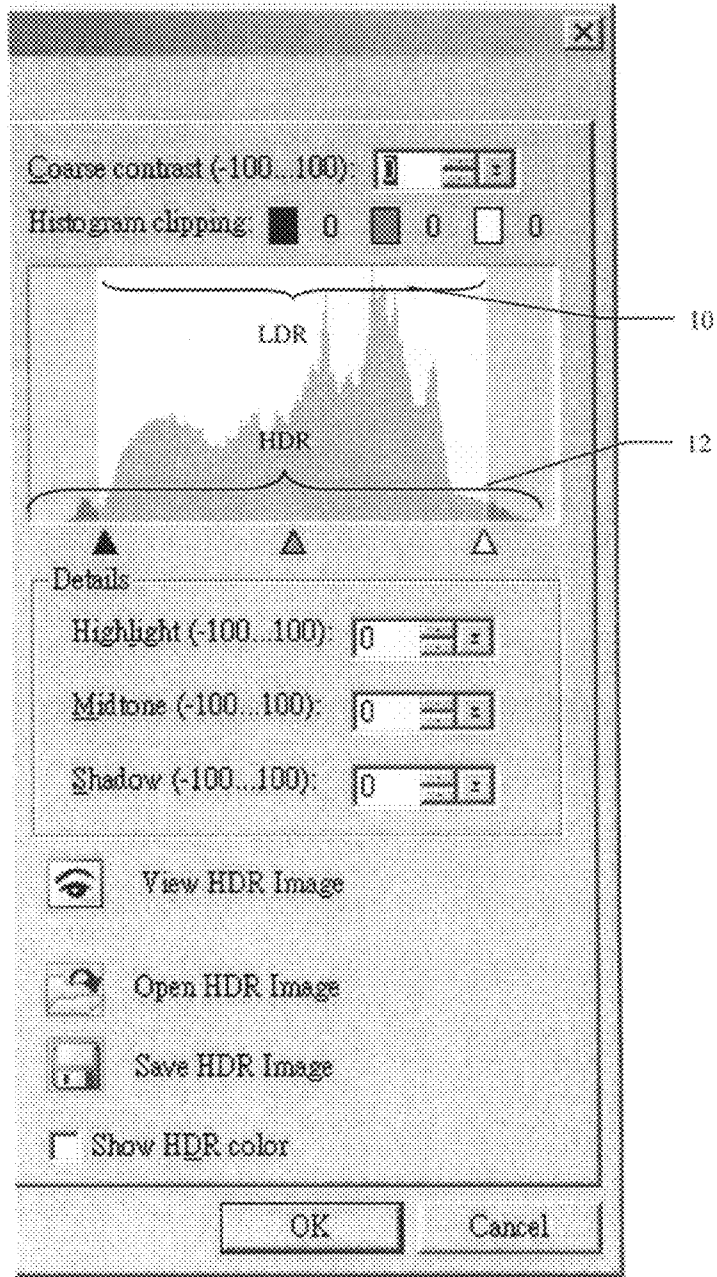 Coarse contrast (-100...100): 0
Histogram clipping: 0 0 0
10
LDR
HDR
12
Details
Highlight (-100...100): 0
Midtone (-100...100): 0
Shadow (-100...100): 0
View HDR Image
Open HDR Image
Save HDR Image
Show HDR color
OK Cancel